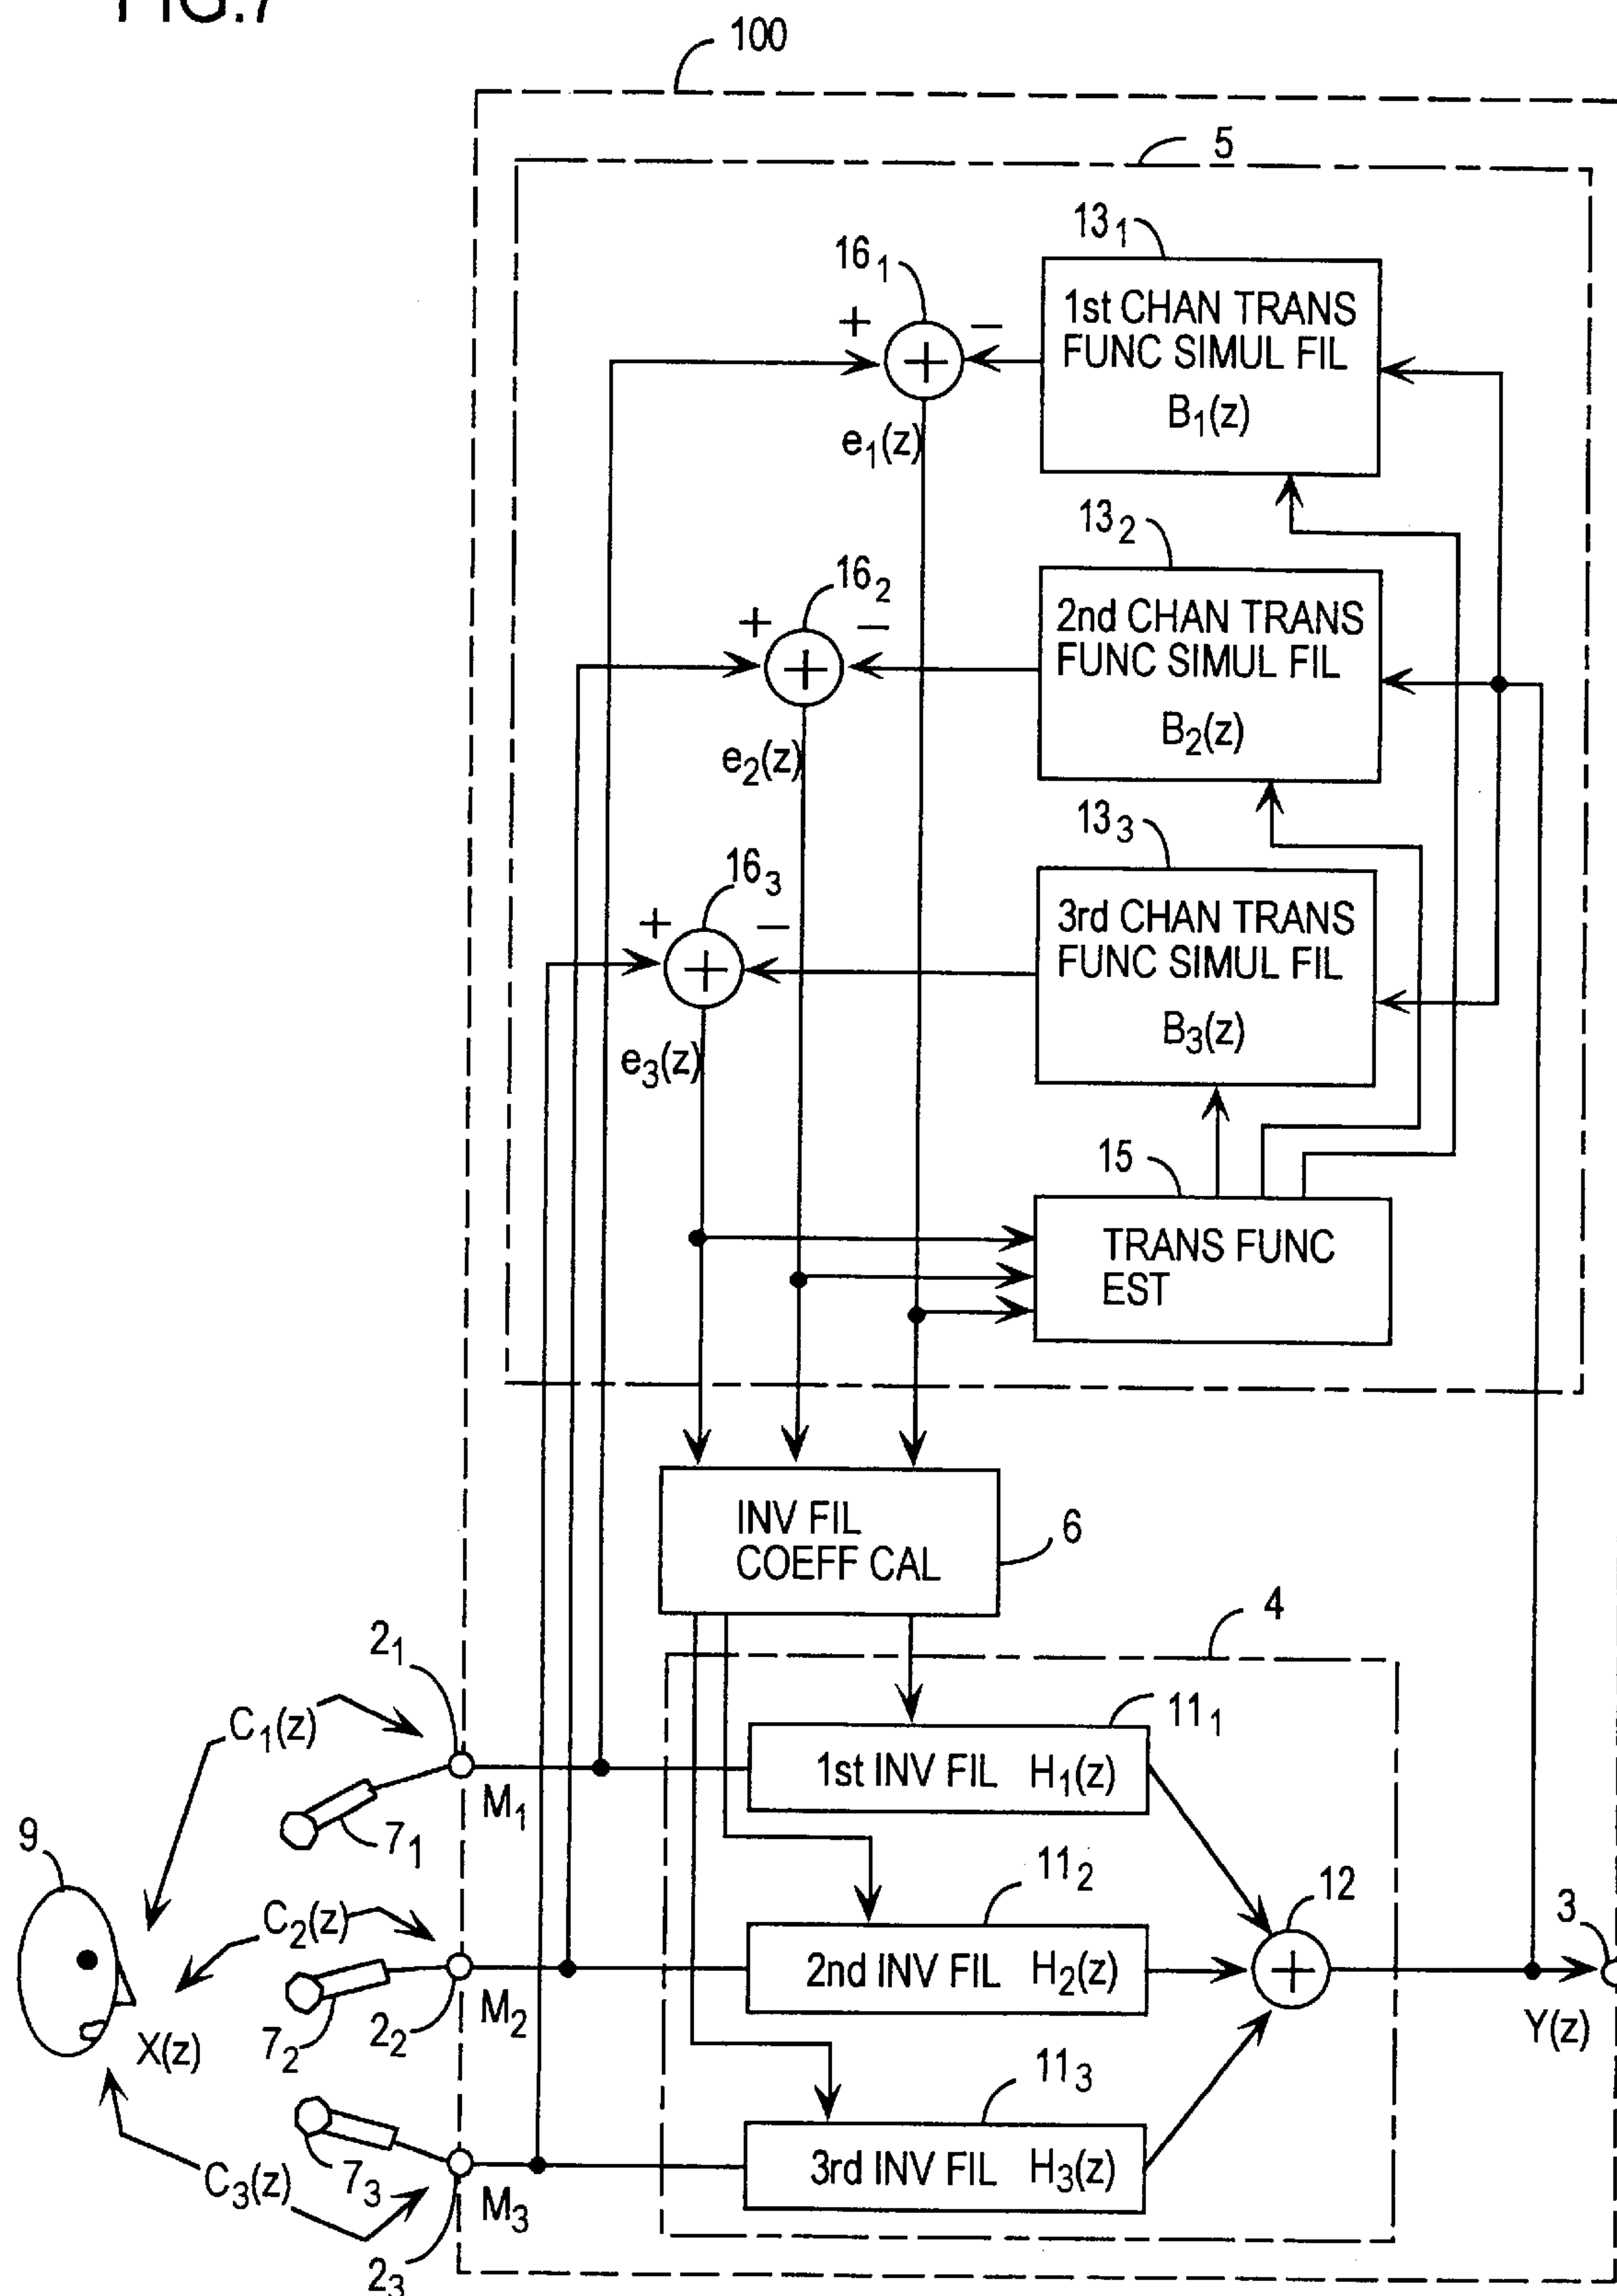 FIG.7
100
5
13₁
16₁
+ −
1st CHAN TRANS
FUNC SIMUL FIL
B₁(z)
+
e₁(z)
13₂
16₂
+ −
2nd CHAN TRANS
FUNC SIMUL FIL
B₂(z)
+
e₂(z)
13₃
16₃
+ −
3rd CHAN TRANS
FUNC SIMUL FIL
B₃(z)
+
e₃(z)
15
TRANS FUNC
EST
INV FIL
COEFF CAL
6
4
2₁
C₁(z)
11₁
1st INV FIL H₁(z)
M₁
7₁
9
11₂
12
3
C₂(z)
2nd INV FIL H₂(z)
+
M₂
7₂
2₂
X(z)
Y(z)
11₃
3rd INV FIL H₃(z)
C₃(z)
7₃
M₃
2₃